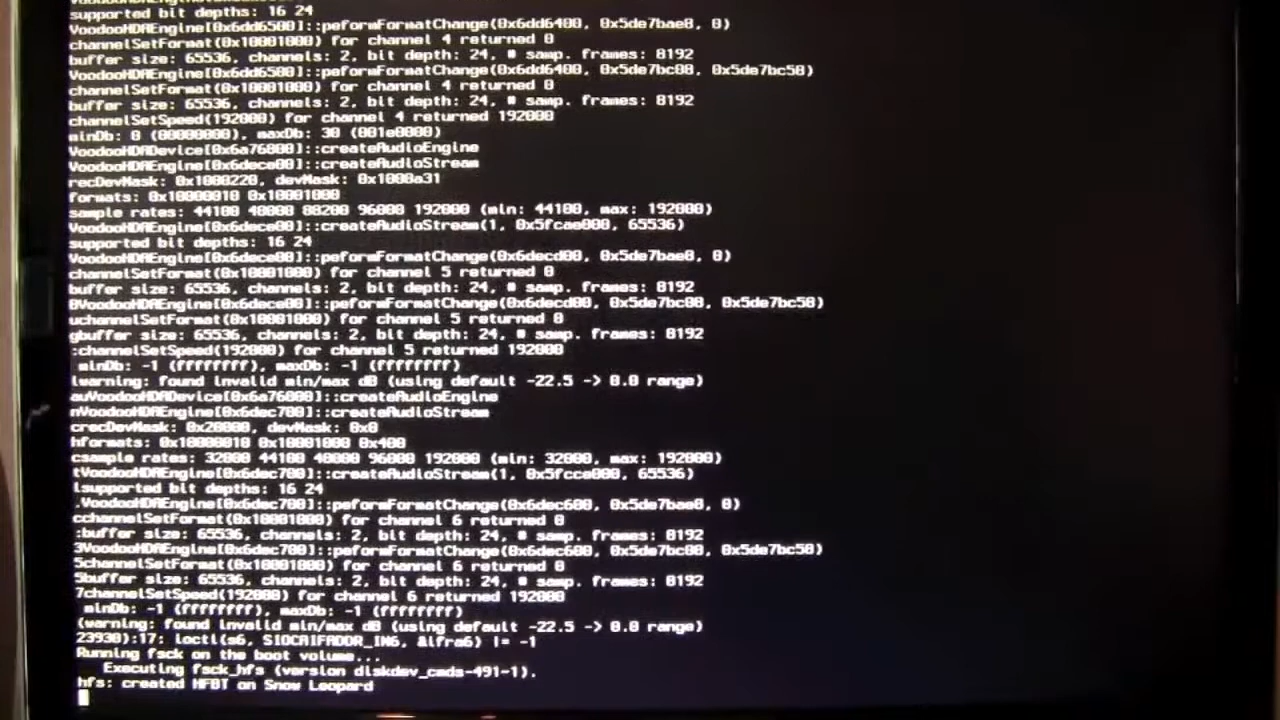 supported bit depths: 16 24
VoodooHDAEngine[0x6dd6500]::peformFormatChange(0x6dd6400, 0x5de7bae8, 0)
channelSetFormat(0x10001000) for channel 4 returned 0
buffer size: 65536, channels: 2, bit depth: 24, # samp. frames: 8192
VoodooHDAEngine[0x6dd6500]::peformFormatChange(0x6dd6400, 0x5de7bc08, 0x5de7bc58)
channelSetFormat(0x10001000) for channel 4 returned 0
buffer size: 65536, channels: 2, bit depth: 24, # samp. frames: 8192
channelSetSpeed(192000) for channel 4 returned 192000
minDb: 0 (00000000), maxDb: 30 (001e0000)
VoodooHDADevice[0x6a76800]::createAudioEngine
VoodooHDAEngine[0x6dece00]::createAudioStream
recDevMask: 0x1000220, devMask: 0x1000a31
formats: 0x10000010 0x10001000
sample rates: 44100 48000 88200 96000 192000 (min: 44100, max: 192000)
VoodooHDAEngine[0x6dece00]::createAudioStream(1, 0x5fcae000, 65536)
supported bit depths: 16 24
VoodooHDAEngine[0x6dece00]::peformFormatChange(0x6decd00, 0x5de7bae8, 0)
channelSetFormat(0x10001000) for channel 5 returned 0
buffer size: 65536, channels: 2, bit depth: 24, # samp. frames: 8192
0VoodooHDAEngine[0x6dece00]::peformFormatChange(0x6decd00, 0x5de7bc08, 0x5de7bc58)
uchannelSetFormat(0x10001000) for channel 5 returned 0
gbuffer size: 65536, channels: 2, bit depth: 24, # samp. frames: 8192
:channelSetSpeed(192000) for channel 5 returned 192000
 minDb: -1 (ffffffff), maxDb: -1 (ffffffff)
lwarning: found invalid min/max dB (using default -22.5 -> 0.0 range)
auVoodooHDADevice[0x6a76800]::createAudioEngine
nVoodooHDAEngine[0x6dec700]::createAudioStream
crecDevMask: 0x20000, devMask: 0x0
hformats: 0x10000010 0x10001000 0x400
csample rates: 32000 44100 48000 96000 192000 (min: 32000, max: 192000)
tVoodooHDAEngine[0x6dec700]::createAudioStream(1, 0x5fcce000, 65536)
lsupported bit depths: 16 24
.VoodooHDAEngine[0x6dec700]::peformFormatChange(0x6dec600, 0x5de7bae8, 0)
cchannelSetFormat(0x10001000) for channel 6 returned 0
:buffer size: 65536, channels: 2, bit depth: 24, # samp. frames: 8192
3VoodooHDAEngine[0x6dec700]::peformFormatChange(0x6dec600, 0x5de7bc08, 0x5de7bc58)
5channelSetFormat(0x10001000) for channel 6 returned 0
5buffer size: 65536, channels: 2, bit depth: 24, # samp. frames: 8192
7channelSetSpeed(192000) for channel 6 returned 192000
 minDb: -1 (ffffffff), maxDb: -1 (ffffffff)
(warning: found invalid min/max dB (using default -22.5 -> 0.0 range)
23930):17: ioctl(s6, SIOCAIFADDR_IN6, &ifra6) != -1
Running fsck on the boot volume...
Executing fsck_hfs (version diskdev_cmds-491~1).
hfs: created HFBT on Snow Leopard